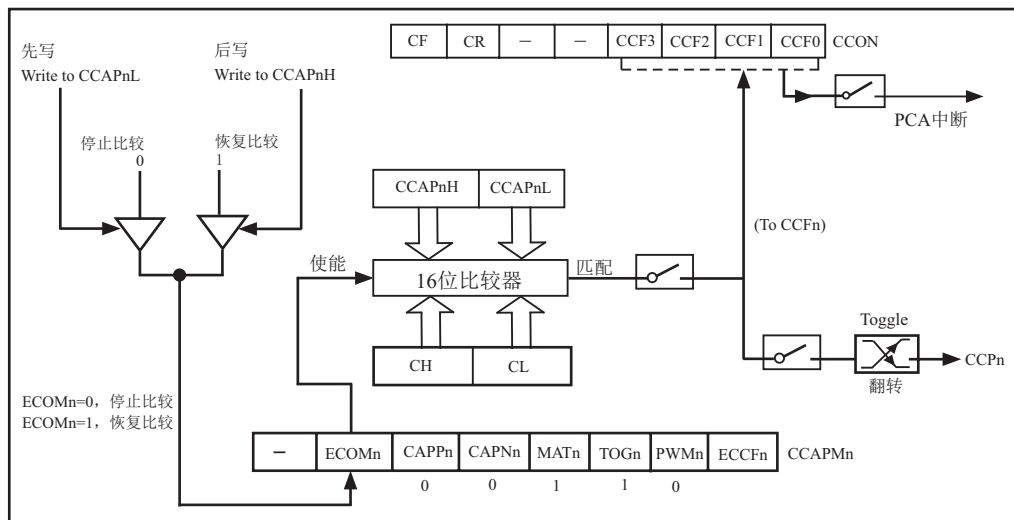 CF CR — — CCF3 CCF2 CCF1 CCF0 CCON
先写
Write to CCAPnL
后写
Write to CCAPnH
PCA中断
停止比较
0
恢复比较
1
CCAPnH CCAPnL
(To CCFn)
使能
16位比较器
匹配
Toggle
CH CL
CCPn
翻转
ECOMn=0，停止比较
ECOMn=1，恢复比较
— ECOMn CAPPn CAPNn MATn TOGn PWMn ECCFn CCAPMn
0 0 1 1 0